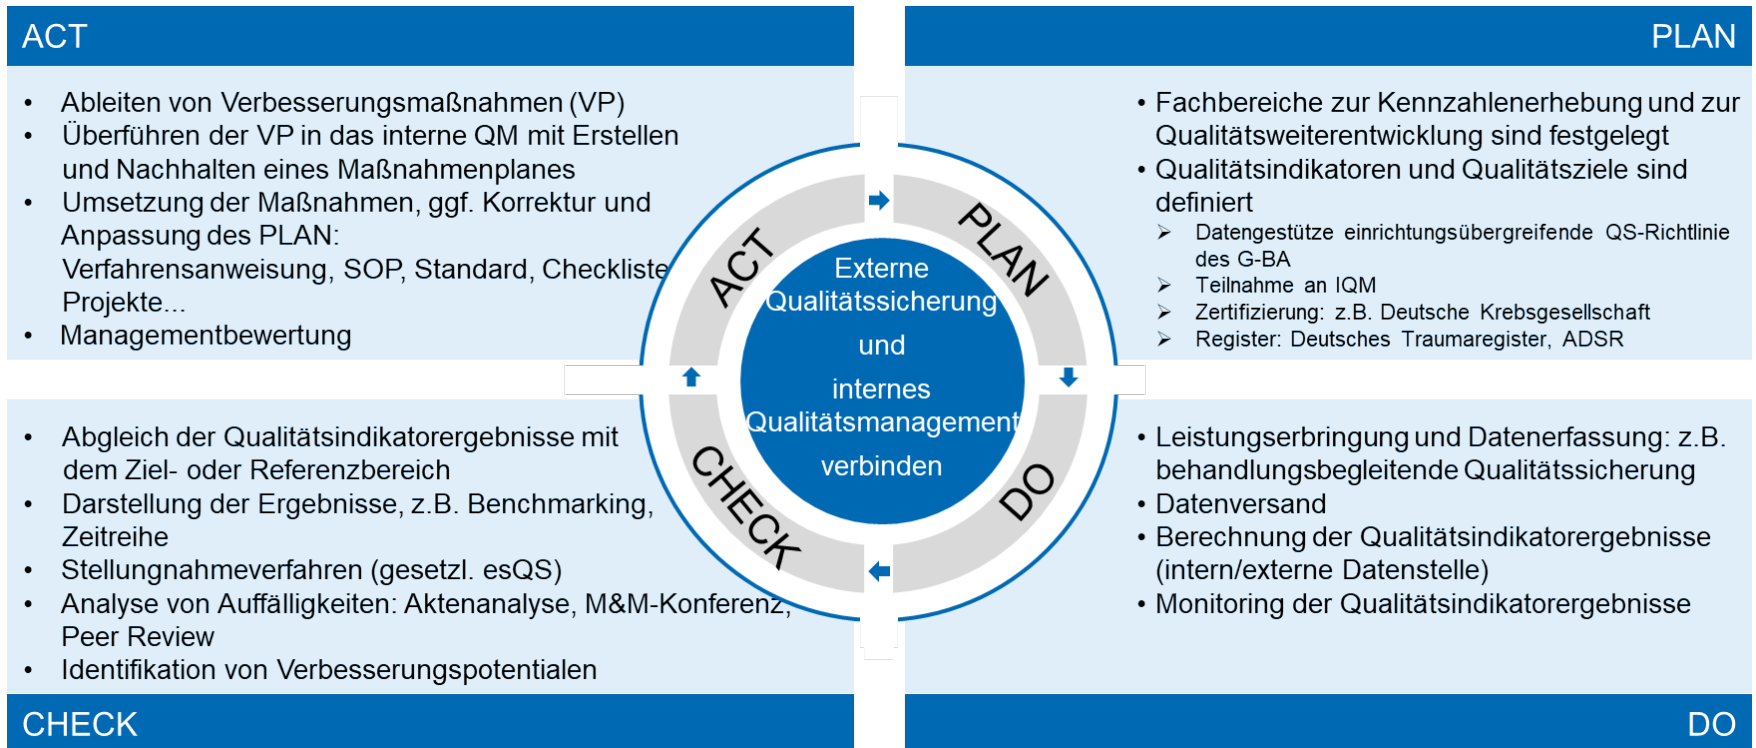 ACT
• Ableiten von Verbesserungsmaßnahmen (VP)
• Überführen der VP in das interne QM mit Erstellen
und Nachhalten eines Maßnahmenplanes
• Umsetzung der Maßnahmen, ggf. Korrektur und
Anpassung des PLAN:
Verfahrensanweisung, SOP, Standard, Checkliste
Projekte...
• Managementbewertung
PLAN
• Fachbereiche zur Kennzahlenerhebung und zur
Qualitätsweiterentwicklung sind festgelegt
• Qualitätsindikatoren und Qualitätsziele sind
definiert
➢ Datengestütze einrichtungsübergreifende QS-Richtlinie
des G-BA
➢ Teilnahme an IQM
➢ Zertifizierung: z.B. Deutsche Krebsgesellschaft
➢ Register: Deutsches Traumaregister, ADSR
ACT
PLAN
Externe
Qualitätssicherung
und
internes
Qualitätsmanagement
verbinden
CHECK
DO
• Abgleich der Qualitätsindikatorergebnisse mit
dem Ziel- oder Referenzbereich
• Darstellung der Ergebnisse, z.B. Benchmarking,
Zeitreihe
• Stellungnahmeverfahren (gesetzl. esQS)
• Analyse von Auffälligkeiten: Aktenanalyse, M&M-Konferenz,
Peer Review
• Identifikation von Verbesserungspotentialen
CHECK
• Leistungserbringung und Datenerfassung: z.B.
behandlungsbegleitende Qualitätssicherung
• Datenversand
• Berechnung der Qualitätsindikatorergebnisse
(intern/externe Datenstelle)
• Monitoring der Qualitätsindikatorergebnisse
DO